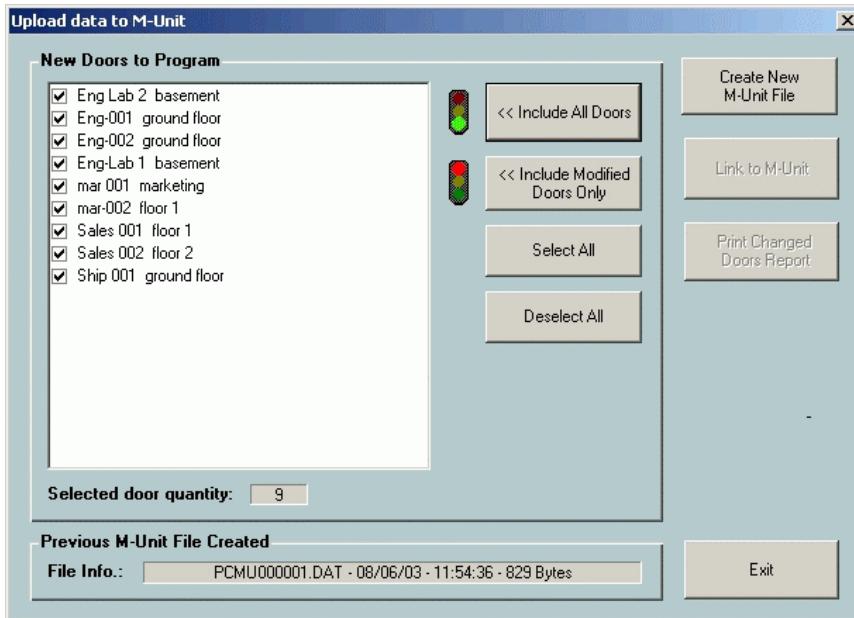 Upload data to M-Unit
New Doors to Program
Eng Lab 2 basement
Eng-001 ground floor
Eng-002 ground floor
Eng-Lab 1 basement
mar 001 marketing
mar-002 floor 1
Sales 001 floor 1
Sales 002 floor 2
Ship 001 ground floor
<< Include All Doors
<< Include Modified
Doors Only
Select All
Deselect All
Selected door quantity: 9
Create New
M-Unit File
Link to M-Unit
Print Changed
Doors Report
-
Previous M-Unit File Created
File Info.: PCMU000001.DAT - 08/06/03 - 11:54:36 - 829 Bytes
Exit